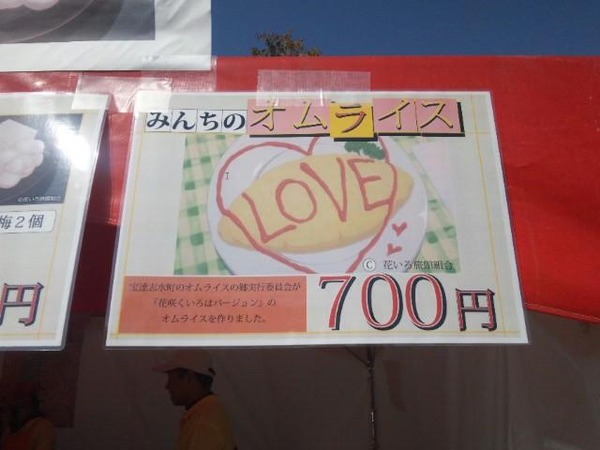 みんちのオムライス
LOVE
Ⓒ 花いろ旅館組合
宝達志水町のオムライスの郷実行委員会が
『花咲くいろはバージョン』の
オムライスを作りました。
700円
梅2個
円